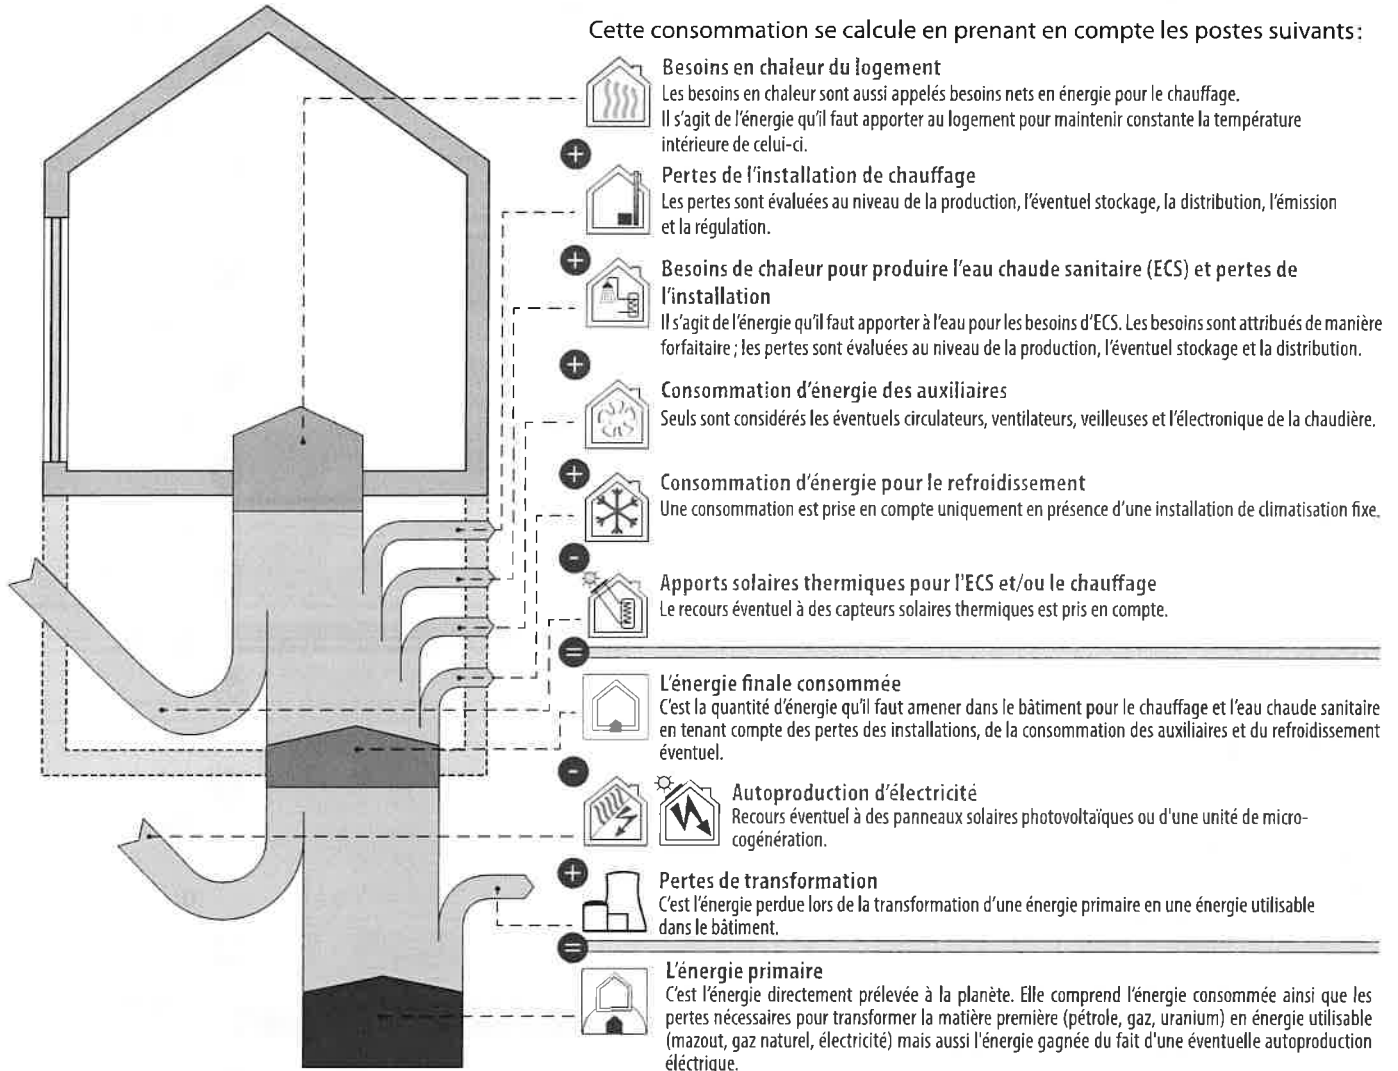 Cette consommation se calcule en prenant en compte les postes suivants:
Besoins en chaleur du logement
Les besoins en chaleur sont aussi appelés besoins nets en énergie pour le chauffage.
Il s'agit de l'énergie qu'il faut apporter au logement pour maintenir constante la température
intérieure de celui-ci.
+
Pertes de l'installation de chauffage
Les pertes sont évaluées au niveau de la production, l'éventuel stockage, la distribution, l'émission
et la régulation.
+
Besoins de chaleur pour produire l'eau chaude sanitaire (ECS) et pertes de
l'installation
Il s'agit de l'énergie qu'il faut apporter à l'eau pour les besoins d'ECS. Les besoins sont attribués de manière
forfaitaire ; les pertes sont évaluées au niveau de la production, l'éventuel stockage et la distribution.
+
Consommation d'énergie des auxiliaires
Seuls sont considérés les éventuels circulateurs, ventilateurs, veilleuses et l'électronique de la chaudière.
+
Consommation d'énergie pour le refroidissement
Une consommation est prise en compte uniquement en présence d'une installation de climatisation fixe.
-
Apports solaires thermiques pour l'ECS et/ou le chauffage
Le recours éventuel à des capteurs solaires thermiques est pris en compte.
=
L'énergie finale consommée
C'est la quantité d'énergie qu'il faut amener dans le bâtiment pour le chauffage et l'eau chaude sanitaire
en tenant compte des pertes des installations, de la consommation des auxiliaires et du refroidissement
éventuel.
-
Autoproduction d'électricité
Recours éventuel à des panneaux solaires photovoltaïques ou d'une unité de micro-
cogénération.
+
Pertes de transformation
C'est l'énergie perdue lors de la transformation d'une énergie primaire en une énergie utilisable
dans le bâtiment.
=
L'énergie primaire
C'est l'énergie directement prélevée à la planète. Elle comprend l'énergie consommée ainsi que les
pertes nécessaires pour transformer la matière première (pétrole, gaz, uranium) en énergie utilisable
(mazout, gaz naturel, électricité) mais aussi l'énergie gagnée du fait d'une éventuelle autoproduction
éléctrique.